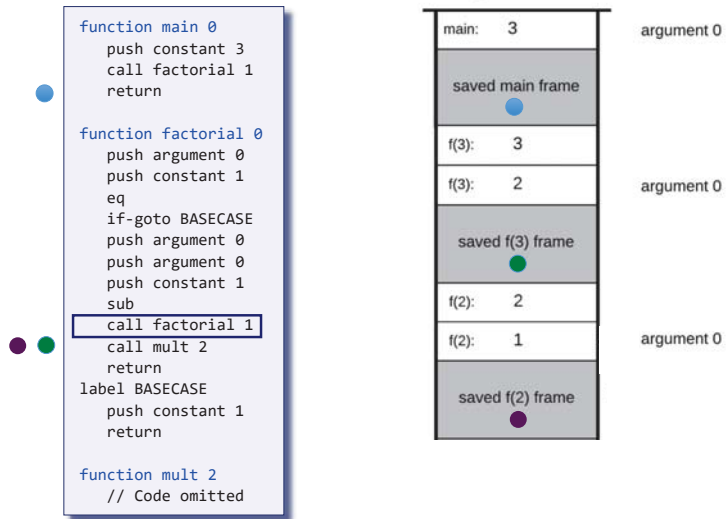 function main 0
push constant 3
call factorial 1
return
function factorial 0
push argument 0
push constant 1
eq
if-goto BASECASE
push argument 0
push argument 0
push constant 1
sub
call factorial 1
call mult 2
return
label BASECASE
push constant 1
return
function mult 2
// Code omitted
main: 3 argument 0
saved main frame
f(3): 3
f(3): 2 argument 0
saved f(3) frame
f(2): 2
f(2): 1 argument 0
saved f(2) frame